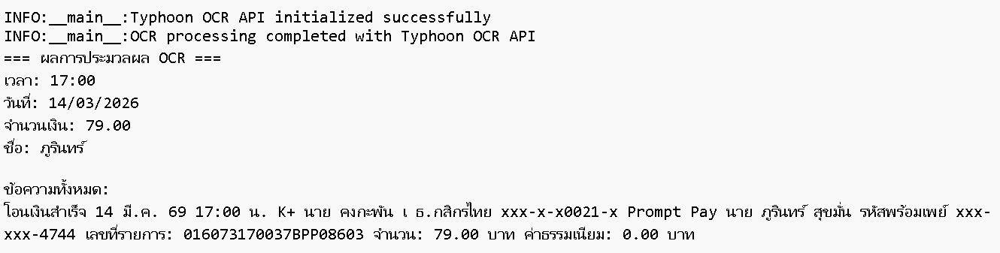 INFO:__main__:Typhoon OCR API initialized successfully
INFO:__main__:OCR processing completed with Typhoon OCR API
=== ผลการประมวลผล OCR ===
เวลา: 17:00
วันที่: 14/03/2026
จำนวนเงิน: 79.00
ชื่อ: ภูรินทร์
ข้อความทั้งหมด:
โอนเงินสำเร็จ 14 มี.ค. 69 17:00 น. K+ นาย คงกะพัน เ ธ.กสิกรไทย xxx-x-x0021-x Prompt Pay นาย ภูรินทร์ สุขมั่น รหัสพร้อมเพย์ xxx-
xxx-4744 เลขที่รายการ: 016073170037BPP08603 จำนวน: 79.00 บาท ค่าธรรมเนียม: 0.00 บาท